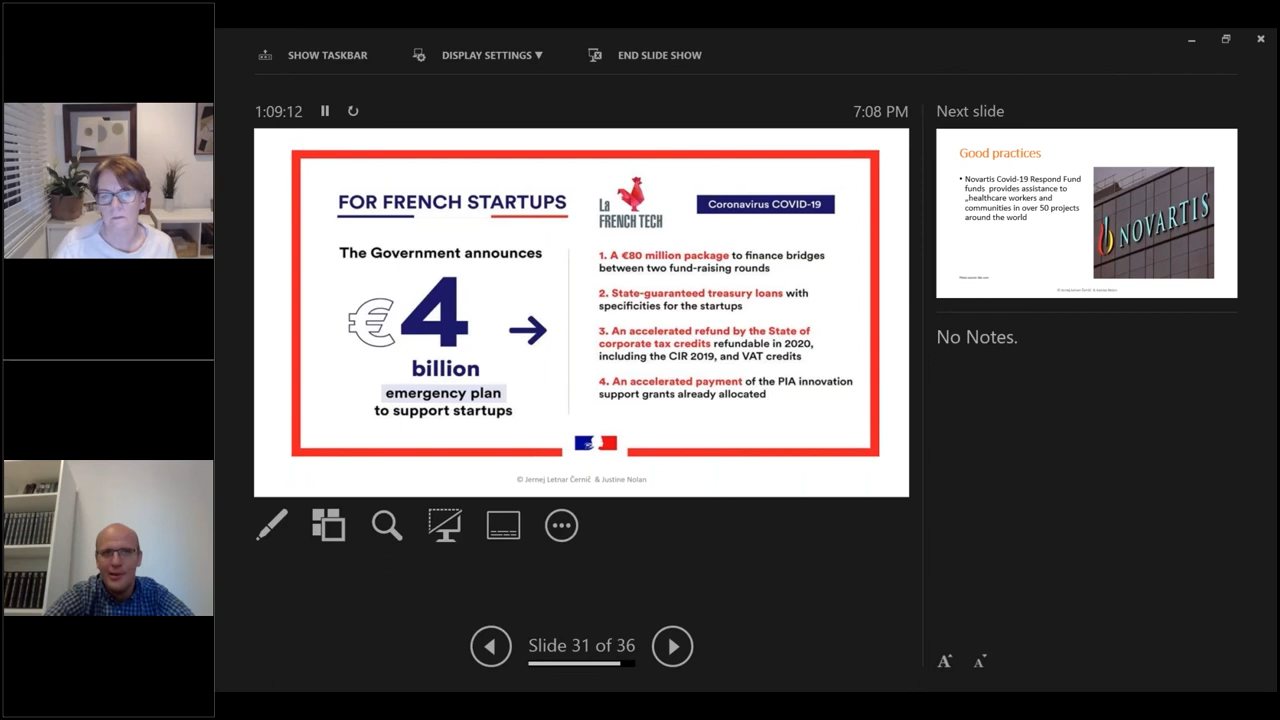 SHOW TASKBAR
DISPLAY SETTINGS ▼
END SLIDE SHOW
1:09:12
7:08 PM
FOR FRENCH STARTUPS
La
FRENCH TECH
Coronavirus COVID-19
The Government announces
€4
billion
emergency plan
to support startups
1. A €80 million package to finance bridges
between two fund-raising rounds
2. State-guaranteed treasury loans with
specificities for the startups
3. An accelerated refund by the State of
corporate tax credits refundable in 2020,
including the CIR 2019, and VAT credits
4. An accelerated payment of the PIA innovation
support grants already allocated
© Jernej Letnar Černič & Justine Nolan
Slide 31 of 36
Next slide
Good practices
• Novartis Covid-19 Respond Fund
funds provides assistance to
„healthcare workers and
communities in over 50 projects
around the world
NOVARTIS
© Jernej Letnar Černič & Justine Nolan
No Notes.
A A